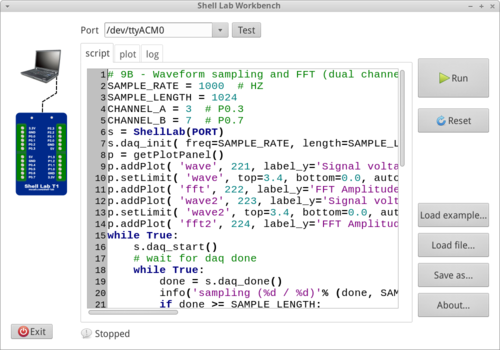 Shell Lab Workbench
Port /dev/ttyACM0 Test
script plot log
1 # 9B - Waveform sampling and FFT (dual channe
2 SAMPLE_RATE = 1000  # HZ
3 SAMPLE_LENGTH = 1024
4 CHANNEL_A = 3  # P0.3
5 CHANNEL_B = 7  # P0.7
6 s = ShellLab(PORT)
7 s.daq_init( freq=SAMPLE_RATE, length=SAMPLE_L
8 p = getPlotPanel()
9 p.addPlot( 'wave', 221, label_y='Signal volta
10 p.setLimit( 'wave', top=3.4, bottom=0.0, auto
11 p.addPlot( 'fft', 222, label_y='FFT Amplitude
12 p.addPlot( 'wave2', 223, label_y='Signal volt
13 p.setLimit( 'wave2', top=3.4, bottom=0.0, aut
14 p.addPlot( 'fft2', 224, label_y='FFT Amplitud
15 while True:
16     s.daq_start()
17     # wait for daq done
18     while True:
19         done = s.daq_done()
20         info('sampling (%d / %d)'% (done, SAM
21         if done >= SAMPLE_LENGTH:
Run
Reset
Load example...
Load file...
Save as...
About...
Shell Lab T1
Exit
Stopped